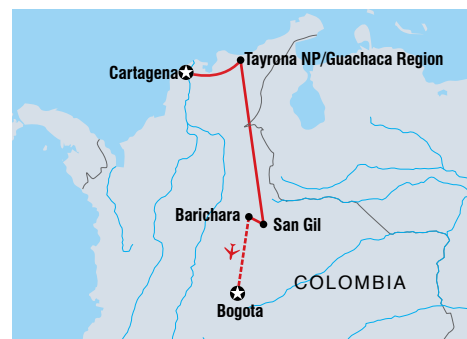 Tayrona NP/Guachaca Region
Cartagena
Barichara
San Gil
COLOMBIA
Bogota